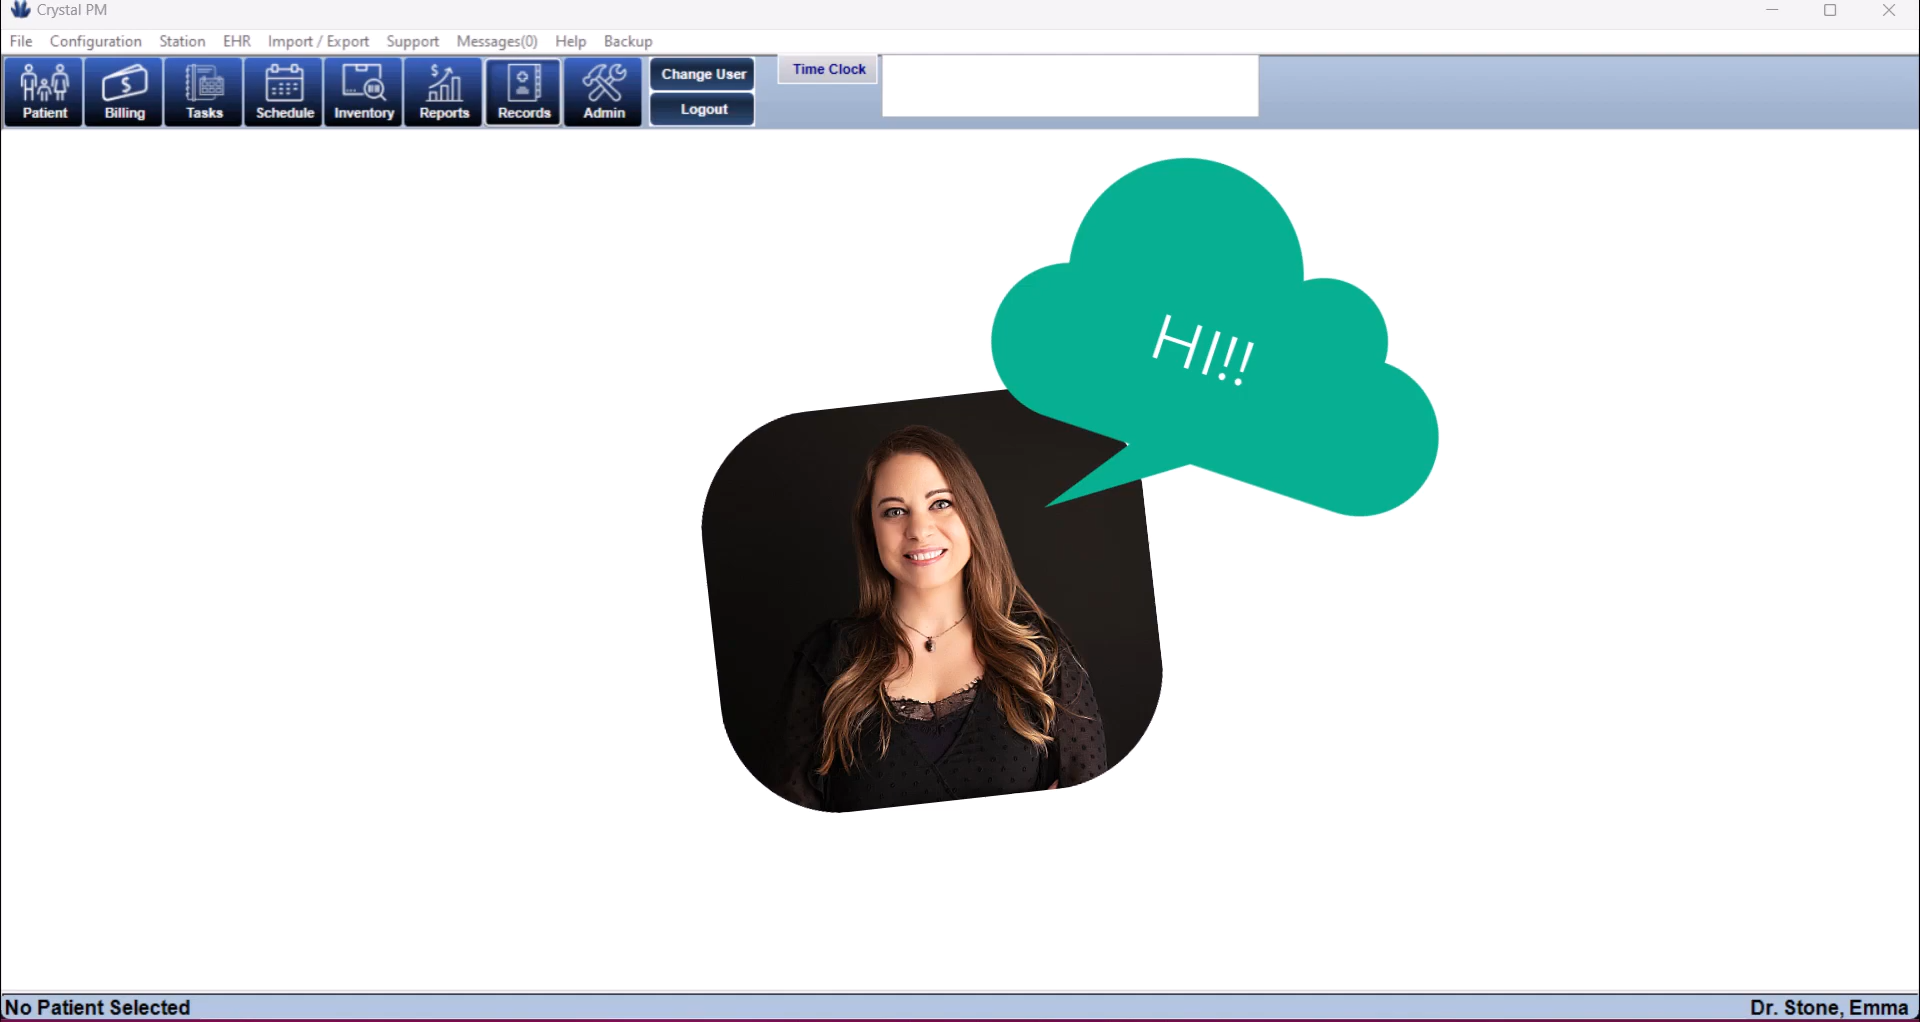 Crystal PM
File Configuration Station EHR Import / Export Support Messages(0) Help Backup
Patient Billing Tasks Schedule Inventory Reports Records Admin
Change User
Logout
Time Clock
HI!!
No Patient Selected
Dr. Stone, Emma